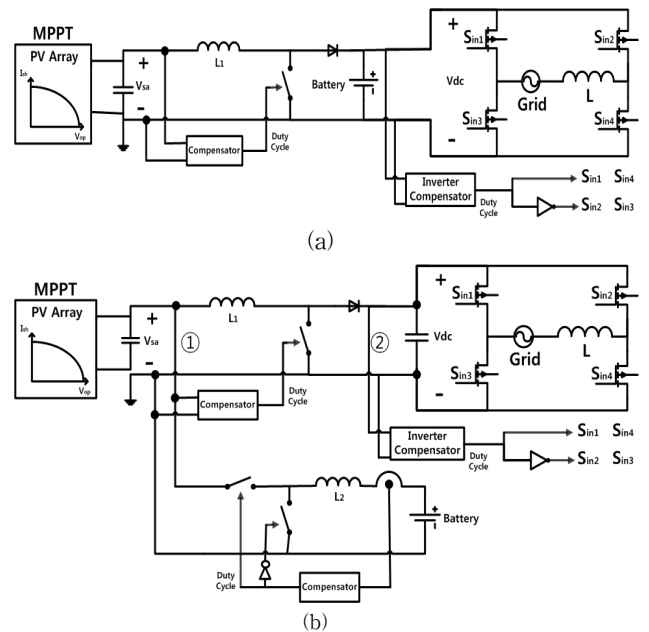 MPPT
PV Array
Ish
Vop
+
Vsa
-
L1
Battery
+
-
Compensator
Duty
Cycle
+
Vdc
-
Sin1
Sin2
Grid
L
Sin3
Sin4
Inverter
Compensator
Duty
Cycle
Sin1 Sin4
Sin2 Sin3
(a)
MPPT
PV Array
Ish
Vop
+
Vsa
-
①
L1
②
Compensator
Duty
Cycle
+
Vdc
-
Sin1
Sin2
Grid
L
Sin3
Sin4
Inverter
Compensator
Duty
Cycle
Sin1 Sin4
Sin2 Sin3
L2
+
-
Battery
Duty
Cycle
Compensator
(b)